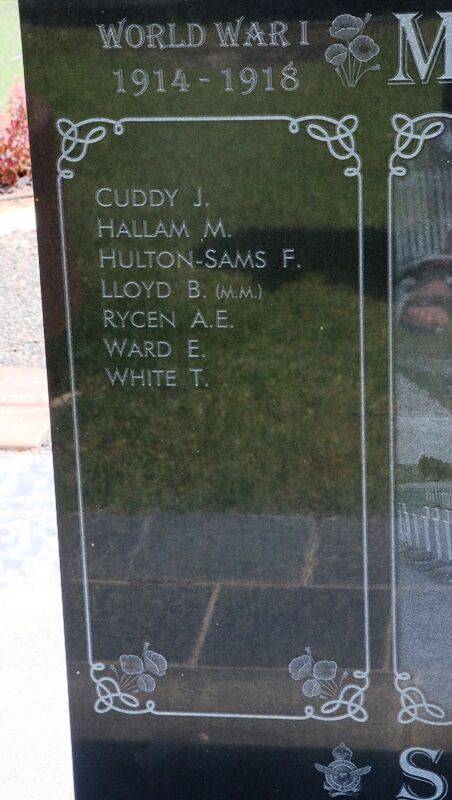 WORLD WAR I
1914 - 1918
M
CUDDY J.
HALLAM M.
HULTON-SAMS F.
LLOYD B. (M.M.)
RYCEN A.E.
WARD E.
WHITE T.
S